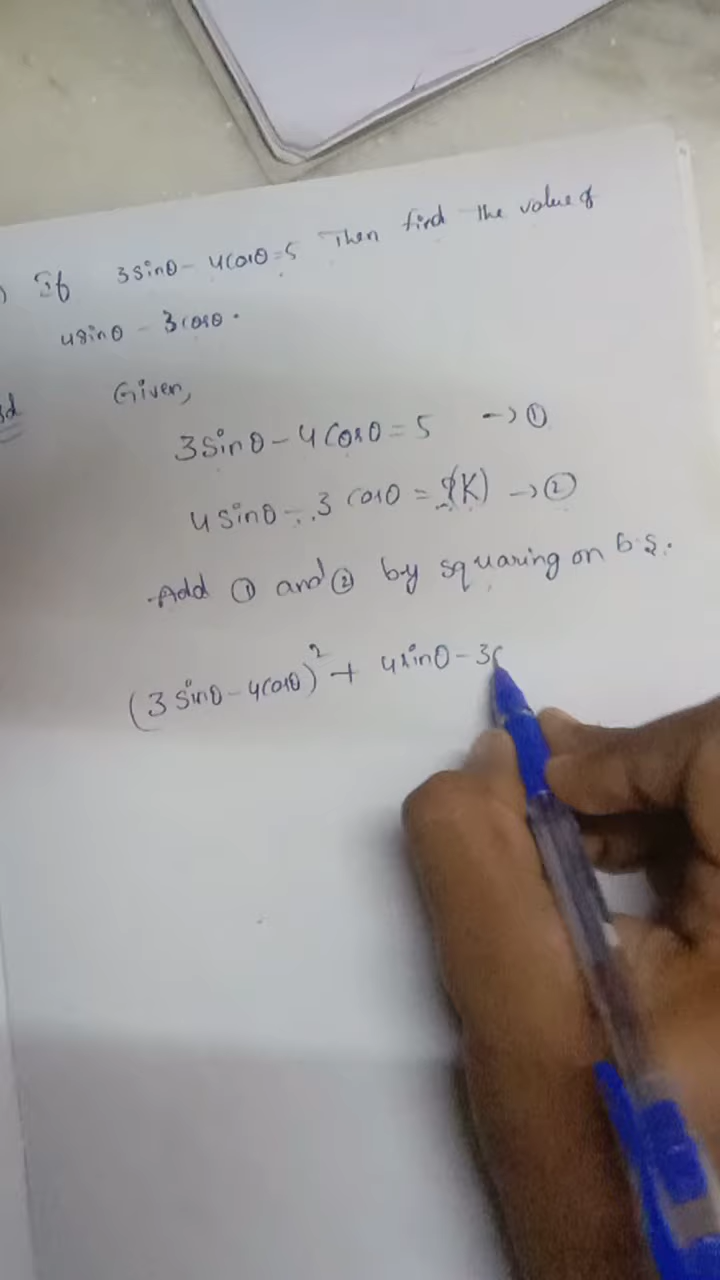 ) If 3sinθ - 4cosθ = 5 Then find the value of
4sinθ - 3cosθ.
Given,
3sinθ - 4cosθ = 5 → ①
4sinθ - 3cosθ = (K) → ②
Add ① and ② by squaring on b.s.
(3sinθ - 4cosθ)² + 4sinθ - 3c